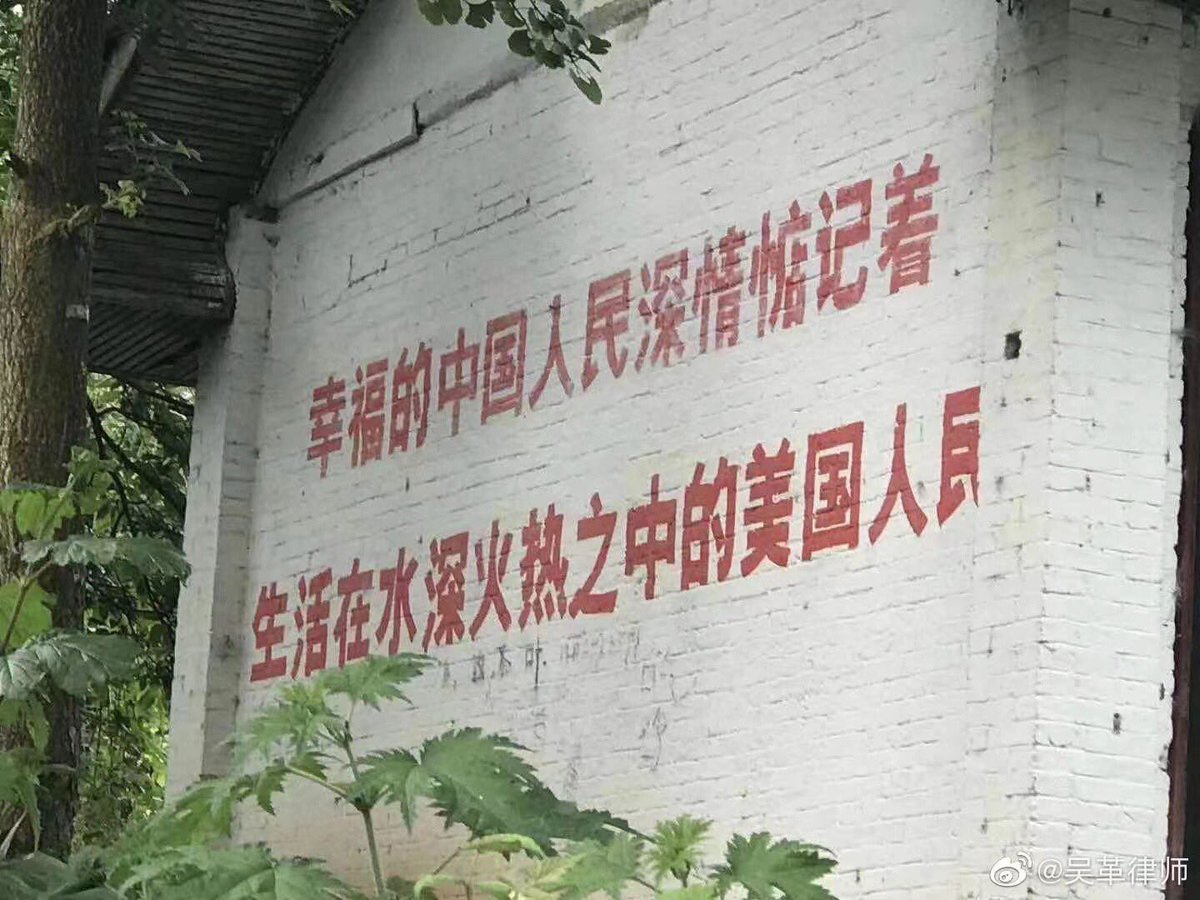 幸福的中国人民深情惦记着
生活在水深火热之中的美国人民
@吴革律师